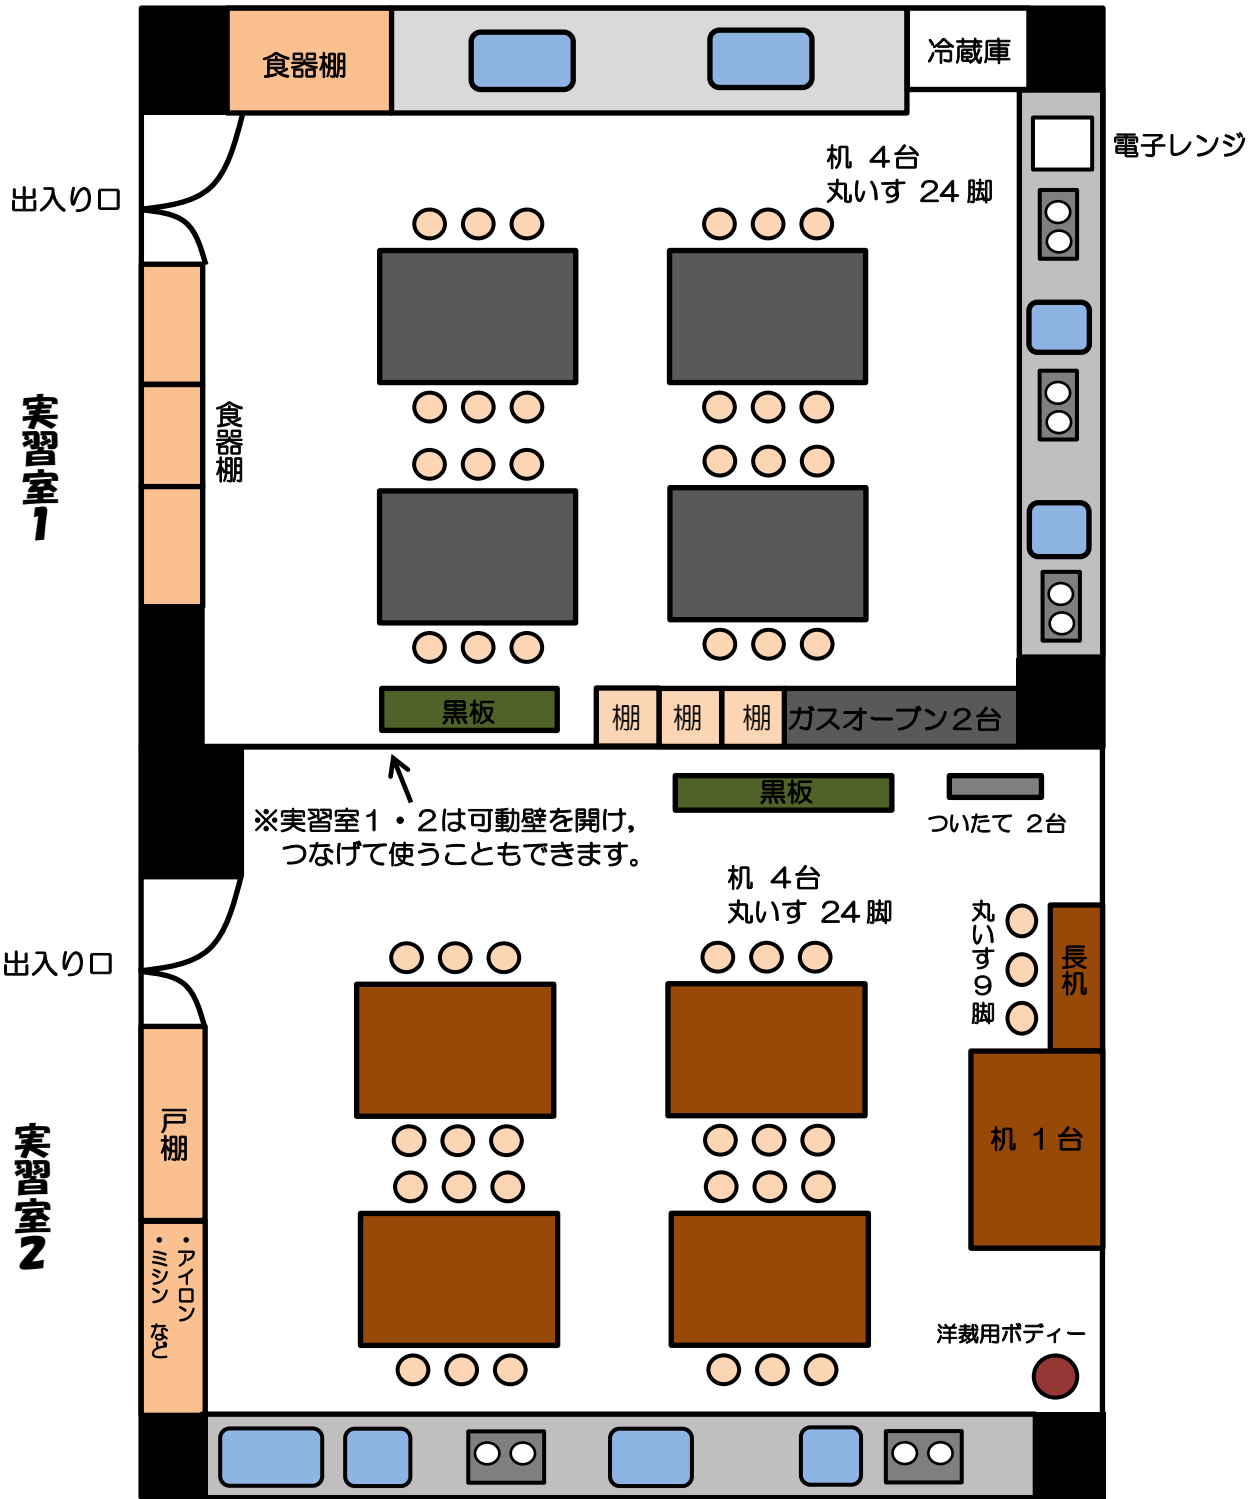 食器棚
冷蔵庫
電子レンジ
机 4台
丸いす 24脚
出入り口
実習室1
食器棚
黒板
棚
棚
棚
ガスオーブン2台
黒板
ついたて 2台
※実習室1・2は可動壁を開け,
つなげて使うこともできます。
机 4台
丸いす 24脚
丸いす9脚
長机
出入り口
戸棚
机 1台
実習室2
・アイロン
・ミシン など
洋裁用ボディー